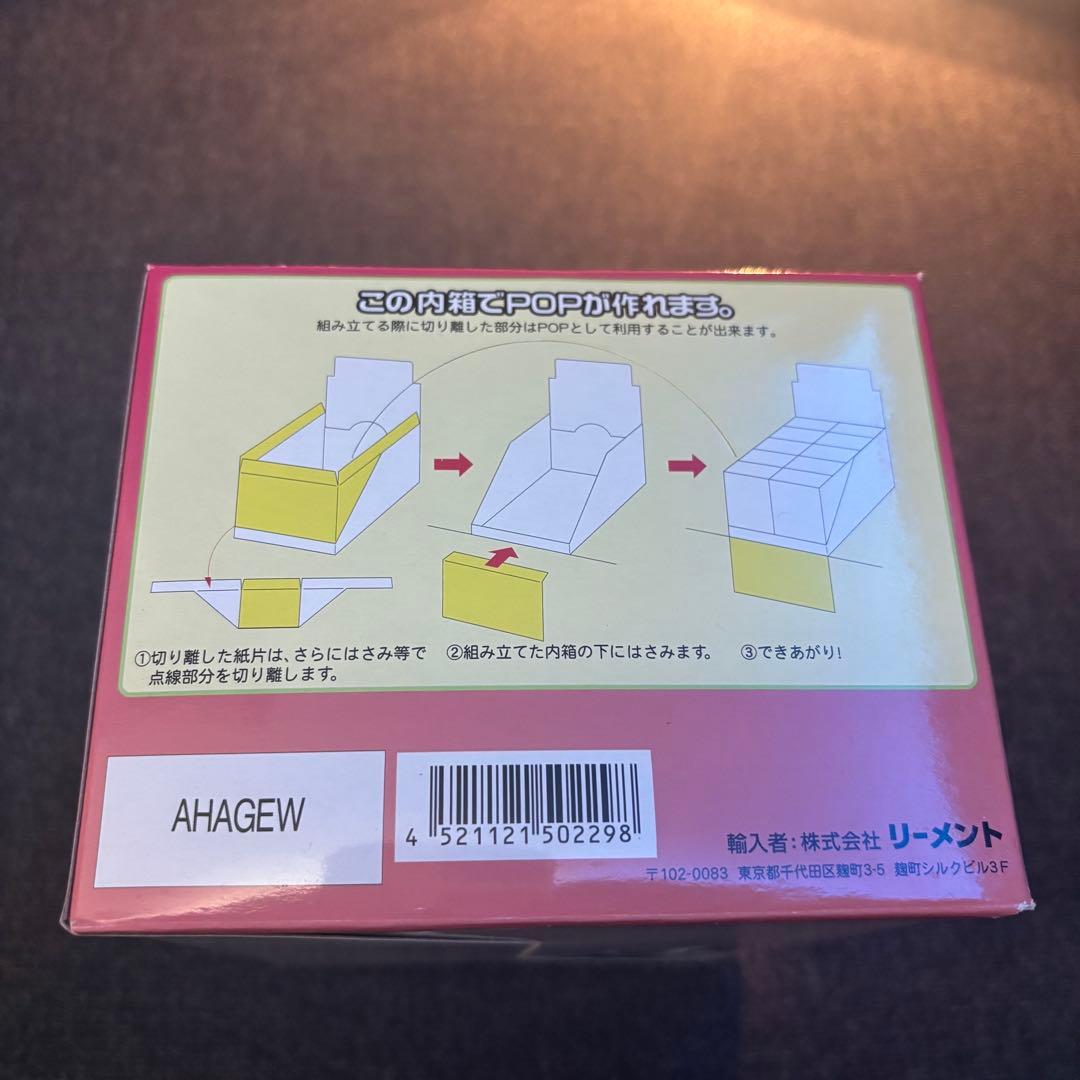 この内箱でPOPが作れます。
組み立てる際に切り離した部分はPOPとして利用することが出来ます。
①切り離した紙片は、さらにはさみ等で
点線部分を切り離します。
②組み立てた内箱の下にはさみます。
③できあがり!
AHAGEW
4 521121 502298
輸入者:株式会社 リーメント
〒102-0083 東京都千代田区麹町3-5 麹町シルクビル3F